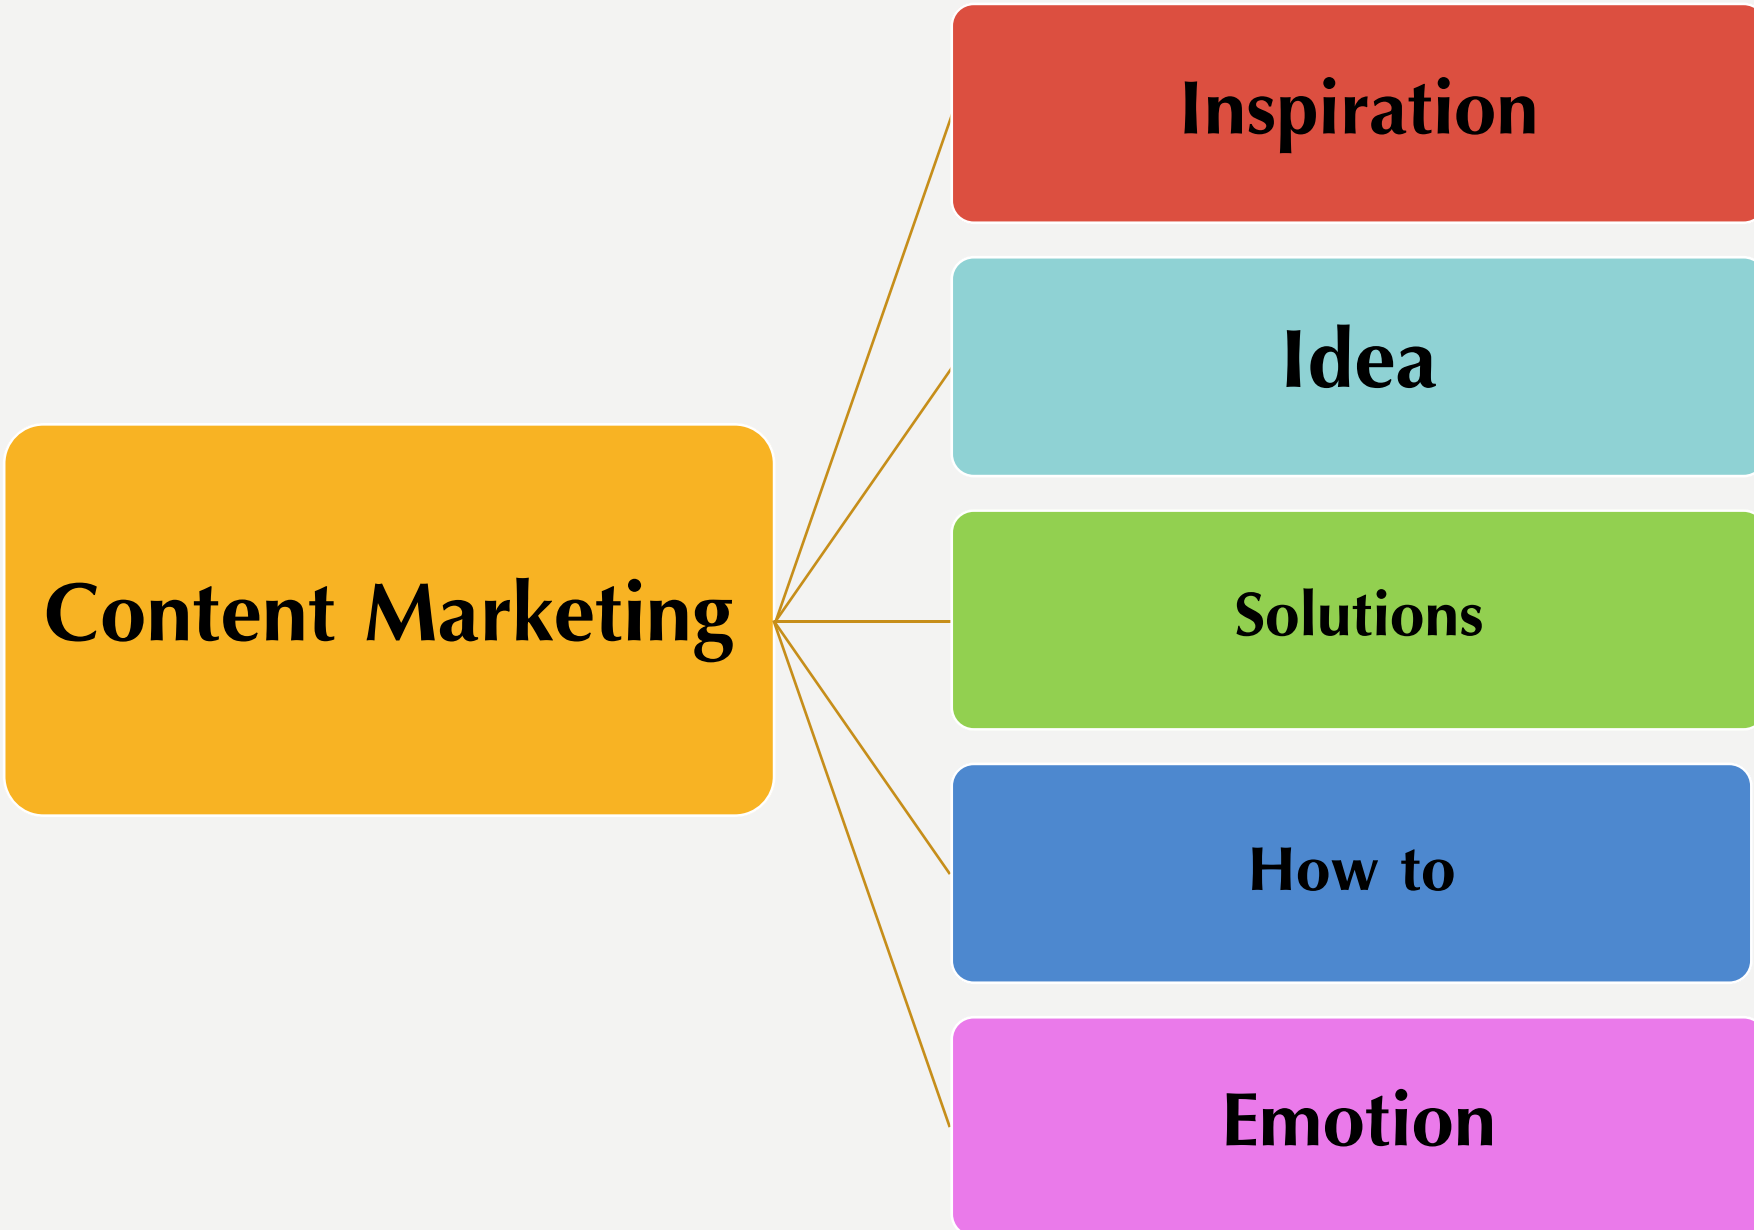 Content Marketing
Inspiration
Idea
Solutions
How to
Emotion